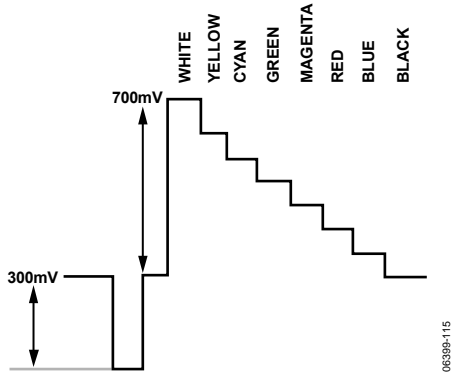 WHITE
YELLOW
CYAN
GREEN
MAGENTA
RED
BLUE
BLACK
700mV
300mV
06399-115